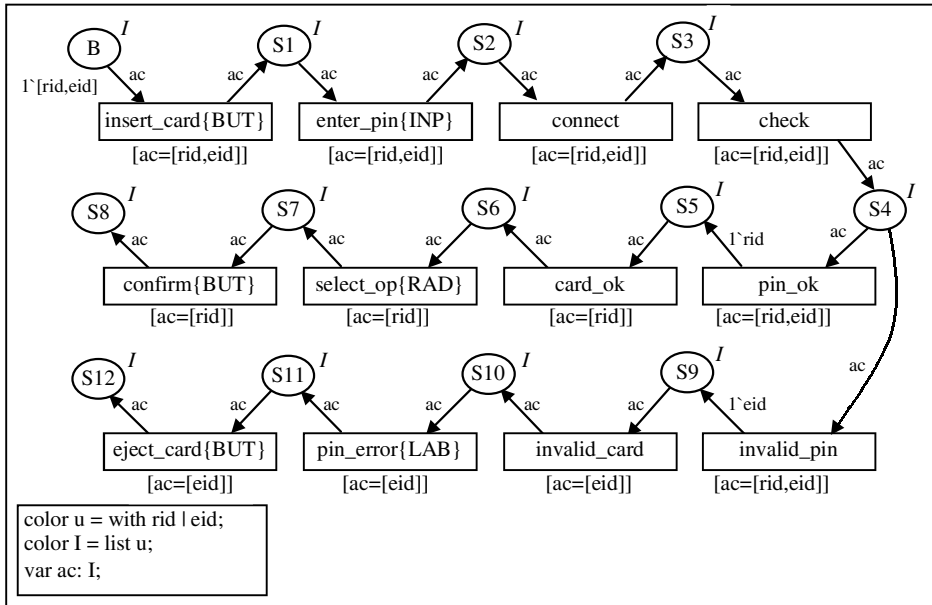 I I I I
B S1 S2 S3
ac ac ac ac ac ac
1`[rid,eid]
insert_card{BUT} enter_pin{INP} connect check
[ac=[rid,eid]] [ac=[rid,eid]] [ac=[rid,eid]] [ac=[rid,eid]]
ac
I I I I I
S8 S7 S6 S5 S4
ac ac ac ac ac ac 1`rid ac
confirm{BUT} select_op{RAD} card_ok pin_ok
[ac=[rid]] [ac=[rid]] [ac=[rid]] [ac=[rid,eid]]
I I I I ac
S12 S11 S10 S9
ac ac ac ac ac ac 1`eid
eject_card{BUT} pin_error{LAB} invalid_card invalid_pin
[ac=[eid]] [ac=[eid]] [ac=[eid]] [ac=[rid,eid]]
color u = with rid | eid;
color I = list u;
var ac: I;